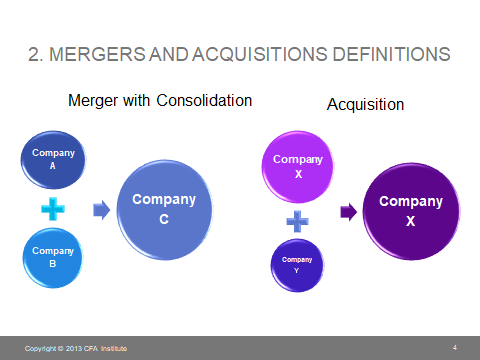 2. MERGERS AND ACQUISITIONS DEFINITIONS
Merger with Consolidation
Acquisition
Company
A
Company
B
Company
C
Company
X
Company
Y
Company
X
Copyright © 2013 CFA Institute
4